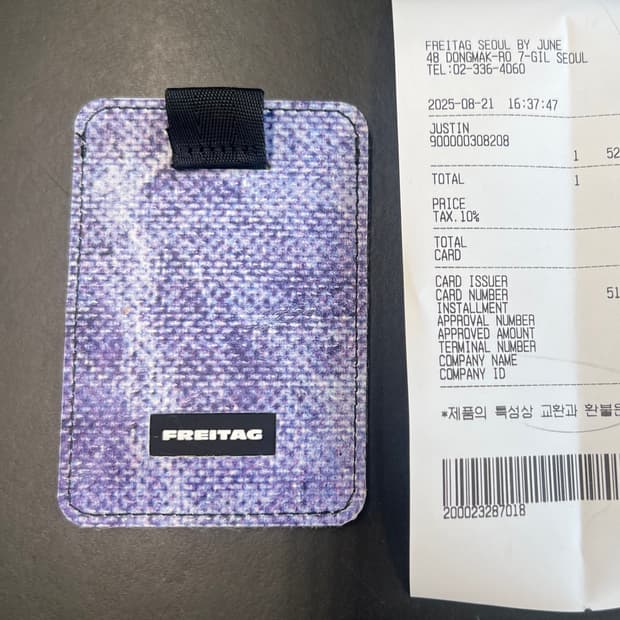 FREITAG
FREITAG SEOUL BY JUNE
48 DONGMAK-RO 7-GIL SEOUL
TEL:02-336-4060
2025-08-21 16:37:47
JUSTIN
900000308208
1 52
TOTAL 1
PRICE
TAX.10%
TOTAL
CARD
CARD ISSUER
CARD NUMBER 51
INSTALLMENT
APPROVAL NUMBER
APPROVED AMOUNT
TERMINAL NUMBER
COMPANY NAME
COMPANY ID
*제품의 특성상 교환과 환불은
200023287018